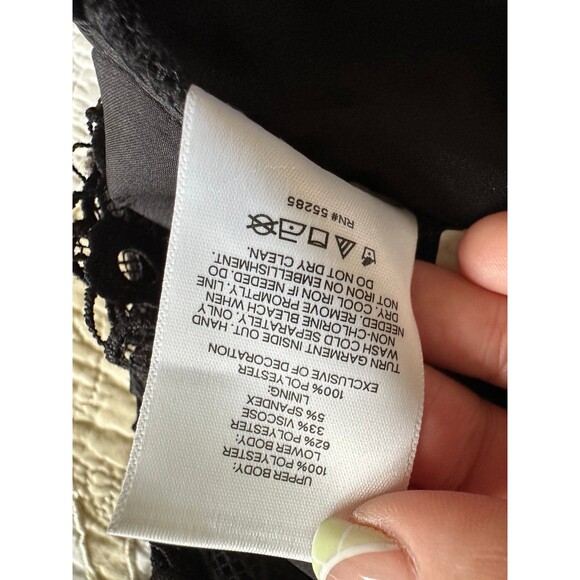 UPPER BODY:
100% POLYESTER
LOWER BODY:
62% POLYESTER
33% VISCOSE
5% SPANDEX
LINING:
100% POLYESTER
EXCLUSIVE OF DECORATION
TURN GARMENT INSIDE OUT. HAND
WASH COLD SEPARATELY. ONLY
NON-CHLORINE BLEACH WHEN
NEEDED. REMOVE PROMPTLY. LINE
DRY. COOL IRON IF NEEDED. DO
NOT IRON ON EMBELLISHMENT.
DO NOT DRY CLEAN.
RN# 55285